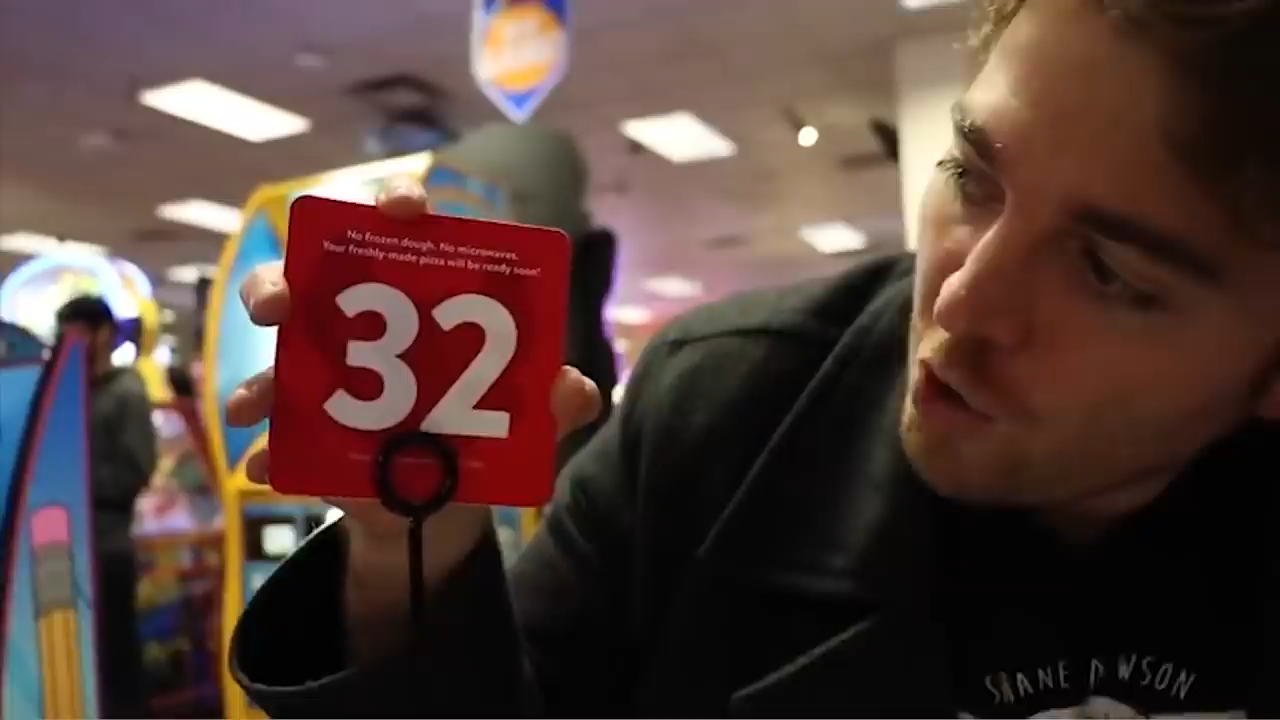 No frozen dough. No microwaves.
Your freshly-made pizza will be ready soon!
32
SHANE DAWSON